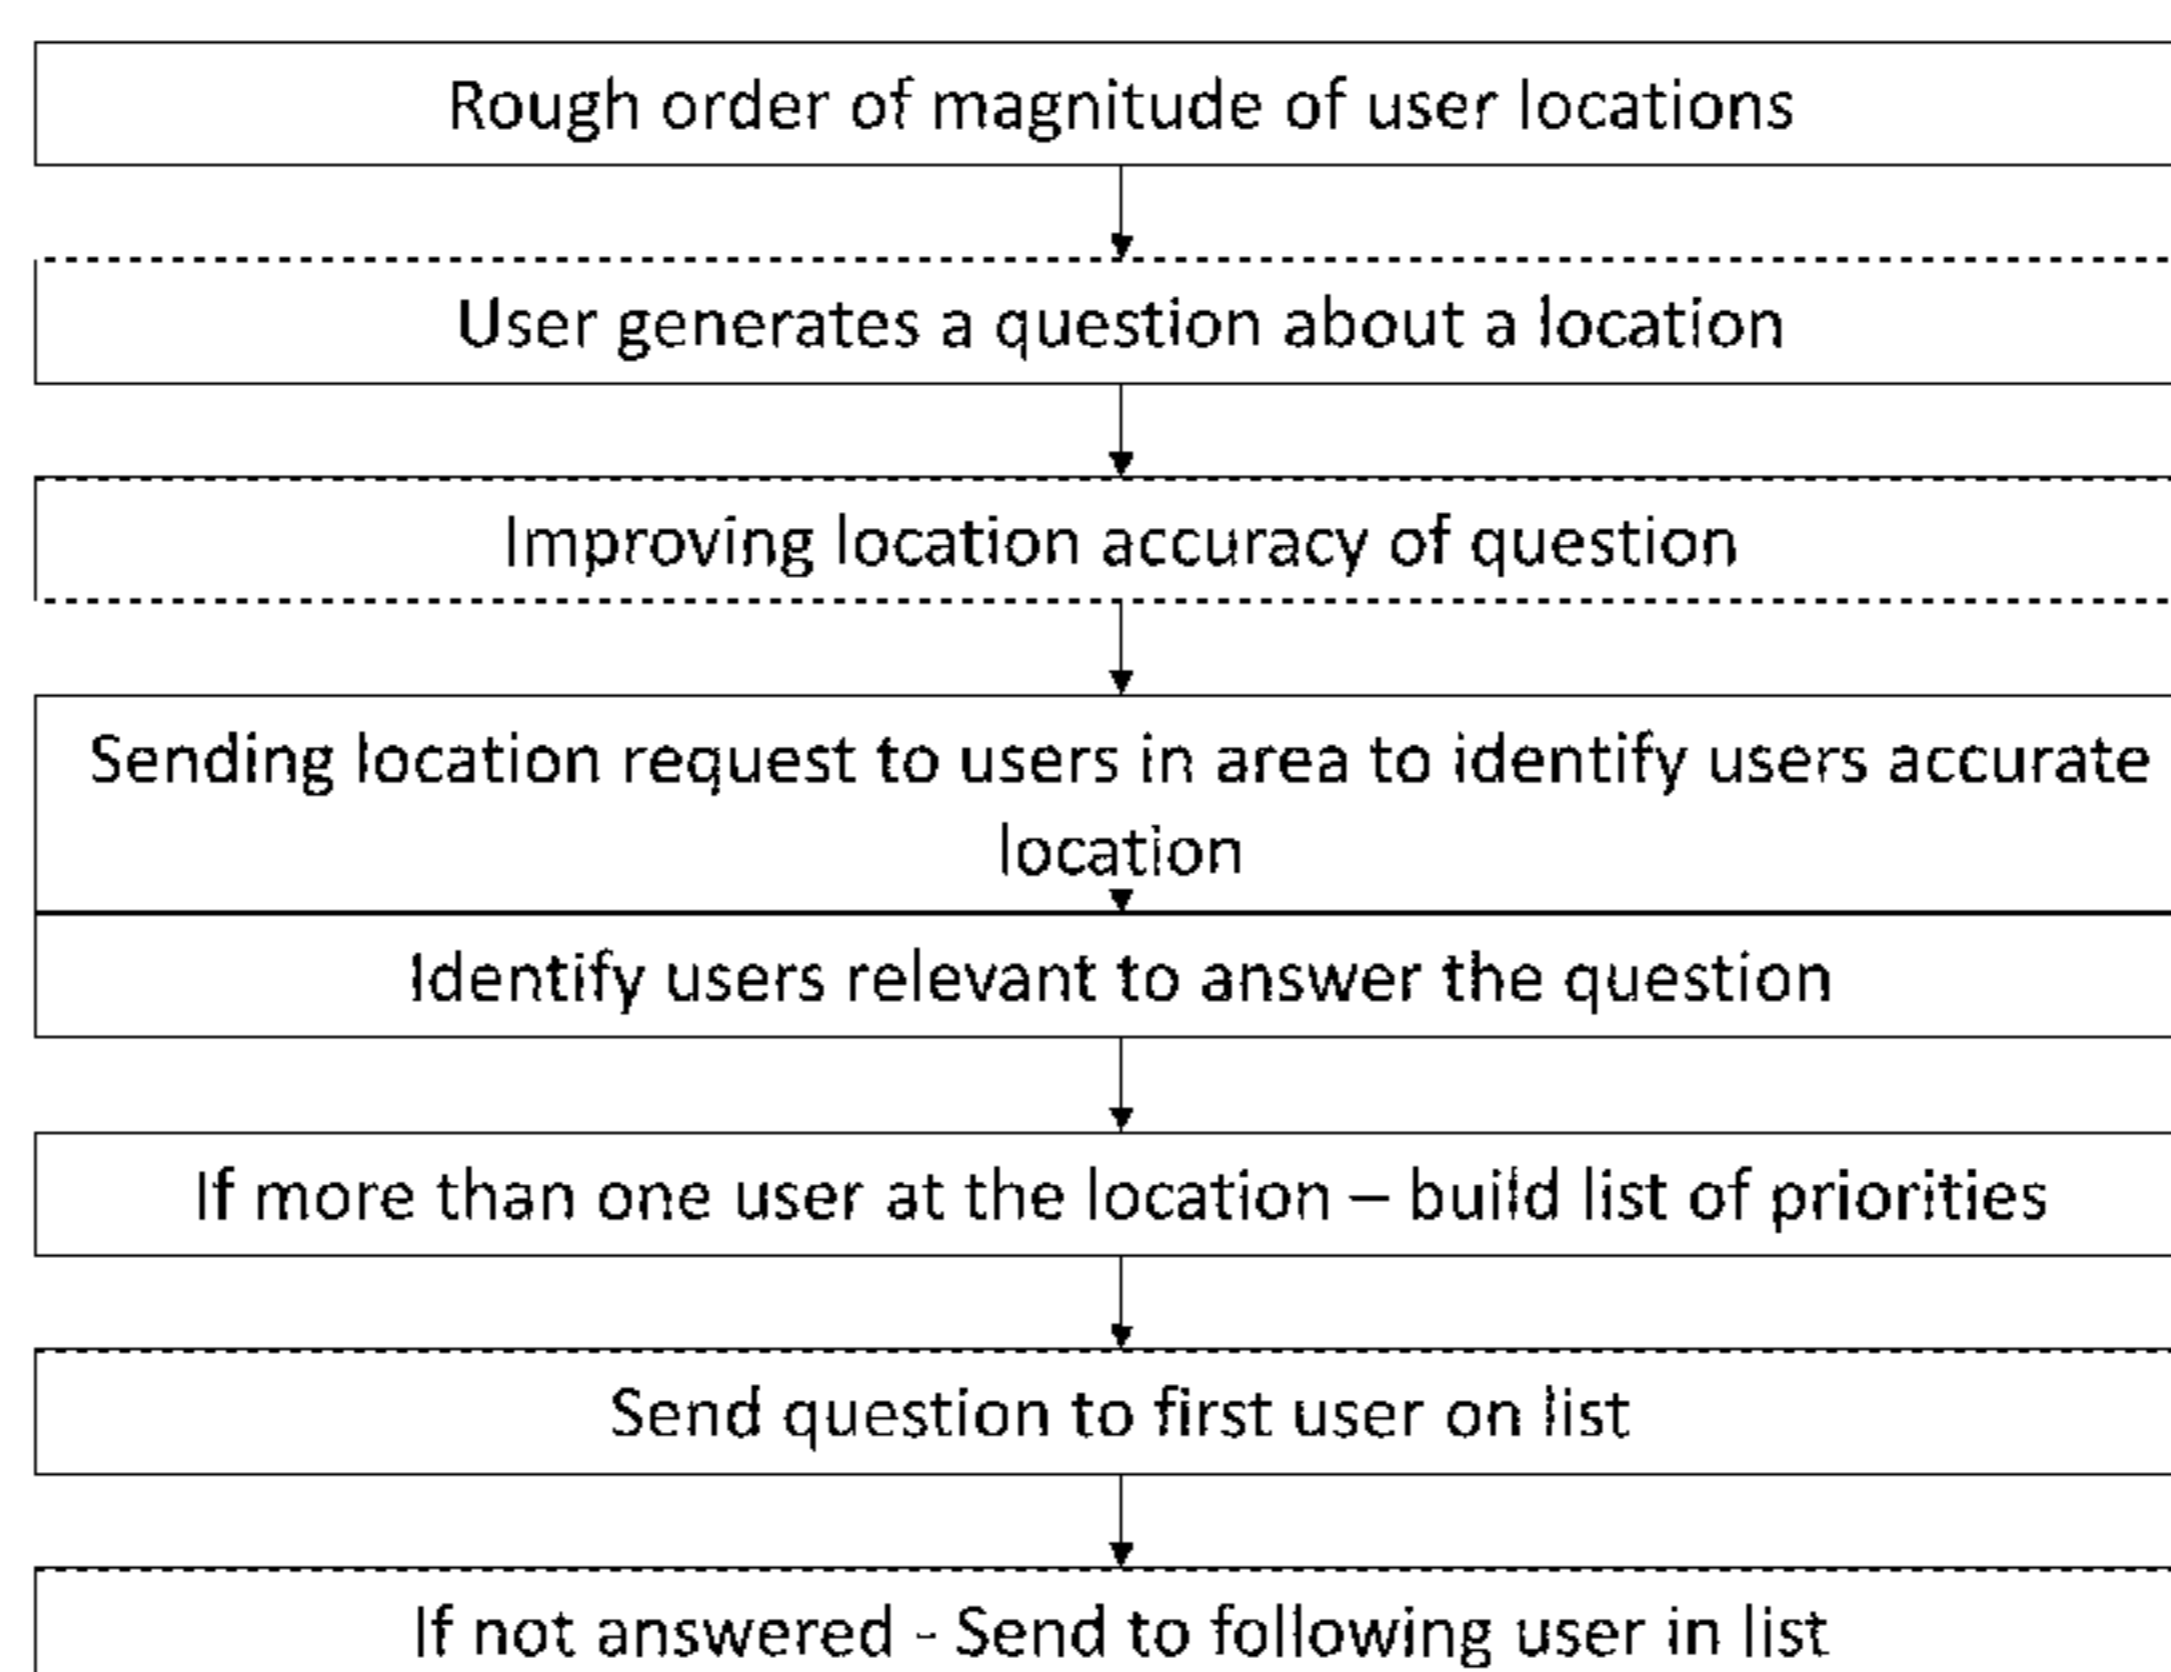 Rough order of magnitude of user locations
User generates a question about a location
Improving location accuracy of question
Sending location request to users in area to identify users accurate
location
Identify users relevant to answer the question
If more than one user at the location – build list of priorities
Send question to first user on list
If not answered - Send to following user in list